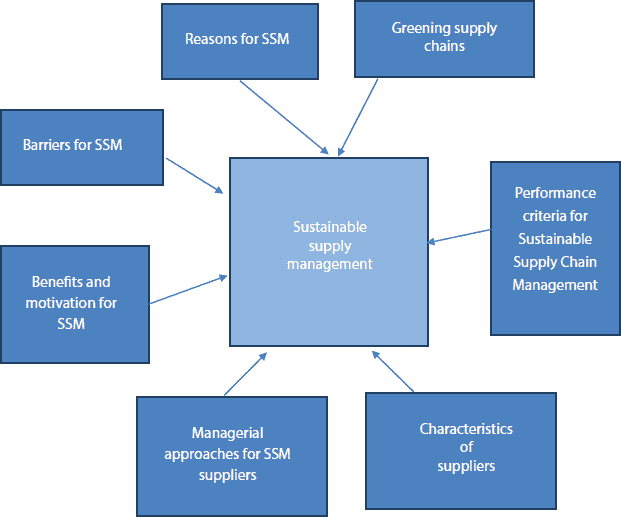 Reasons for SSM
Greening supply
chains
Barriers for SSM
Sustainable
supply
management
Performance
criteria for
Sustainable
Supply Chain
Management
Benefits and
motivation for
SSM
Managerial
approaches for SSM
suppliers
Characteristics
of
suppliers